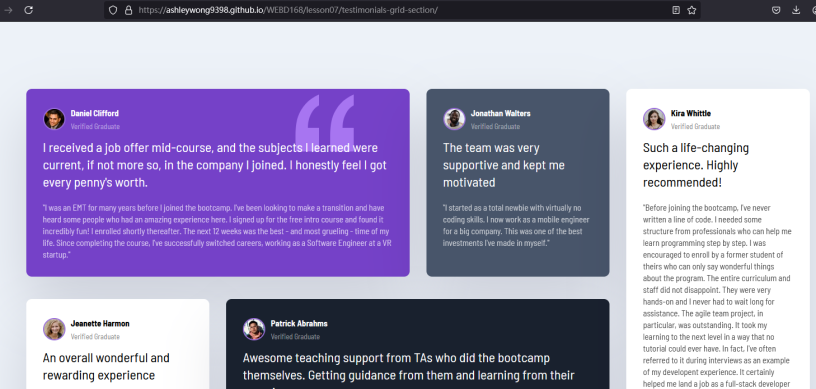 https://ashleywong9398.github.io/WEBD168/lesson07/testimonials-grid-section/
Daniel Clifford
Verified Graduate
I received a job offer mid-course, and the subjects I learned were
current, if not more so, in the company I joined. I honestly feel I got
every penny's worth.
"I was an EMT for many years before I joined the bootcamp. I've been looking to make a transition and have
heard some people who had an amazing experience here. I signed up for the free intro course and found it
incredibly fun! I enrolled shortly thereafter. The next 12 weeks was the best - and most grueling - time of my
life. Since completing the course, I've successfully switched careers, working as a Software Engineer at a VR
startup."
Jonathan Walters
Verified Graduate
The team was very
supportive and kept me
motivated
"I started as a total newbie with virtually no
coding skills. I now work as a mobile engineer
for a big company. This was one of the best
investments I've made in myself."
Kira Whittle
Verified Graduate
Such a life-changing
experience. Highly
recommended!
"Before joining the bootcamp, I've never
written a line of code. I needed some
structure from professionals who can help me
learn programming step by step. I was
encouraged to enroll by a former student of
theirs who can only say wonderful things
about the program. The entire curriculum and
staff did not disappoint. They were very
hands-on and I never had to wait long for
assistance. The agile team project, in
particular, was outstanding. It took my
learning to the next level in a way that no
tutorial could ever have. In fact, I've often
referred to it during interviews as an example
of my developent experience. It certainly
helped me land a job as a full-stack developer
Jeanette Harmon
Verified Graduate
An overall wonderful and
rewarding experience
Patrick Abrahms
Verified Graduate
Awesome teaching support from TAs who did the bootcamp
themselves. Getting guidance from them and learning from their